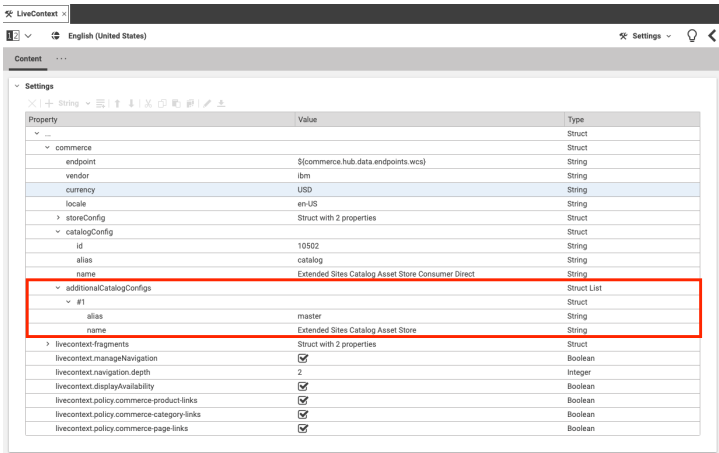 LiveContext ×
12 English (United States) Settings
Content ...
Settings
String
Property Value Type
... Struct
commerce Struct
endpoint ${commerce.hub.data.endpoints.wcs} String
vendor ibm String
currency USD String
locale en-US String
storeConfig Struct with 2 properties Struct
catalogConfig Struct
id 10502 String
alias catalog String
name Extended Sites Catalog Asset Store Consumer Direct String
additionalCatalogConfigs Struct List
#1 Struct
alias master String
name Extended Sites Catalog Asset Store String
livecontext-fragments Struct with 2 properties Struct
livecontext.manageNavigation Boolean
livecontext.navigation.depth 2 Integer
livecontext.displayAvailability Boolean
livecontext.policy.commerce-product-links Boolean
livecontext.policy.commerce-category-links Boolean
livecontext.policy.commerce-page-links Boolean